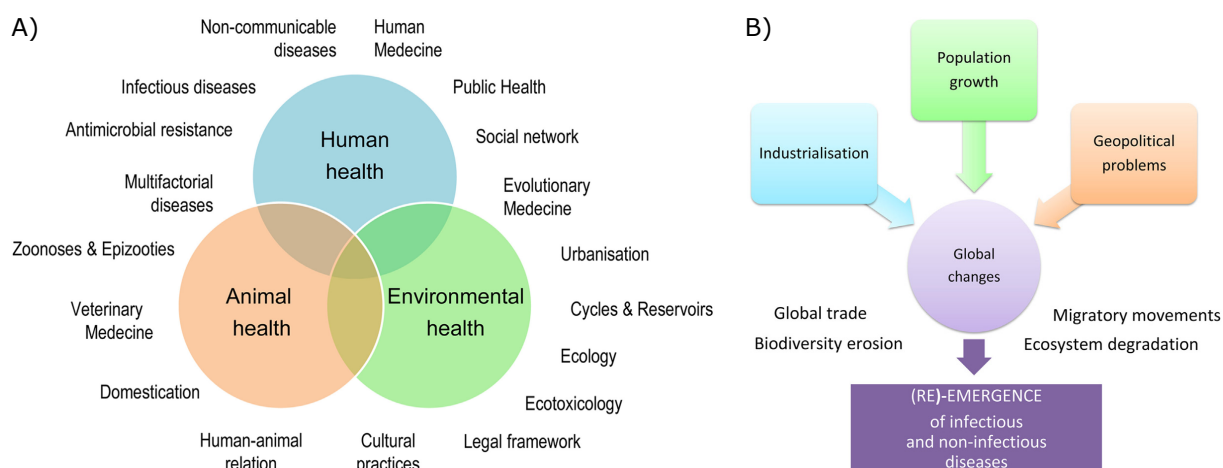 A)
Non-communicable
diseases
Human
Medecine
Infectious diseases
Public Health
Antimicrobial resistance
Social network
Human
health
Multifactorial
diseases
Evolutionary
Medecine
Zoonoses & Epizooties
Urbanisation
Animal
health
Environmental
health
Veterinary
Medecine
Cycles & Reservoirs
Ecology
Domestication
Ecotoxicology
Human-animal
relation
Cultural
practices
Legal framework
B)
Population
growth
Industrialisation
Geopolitical
problems
Global
changes
Global trade
Biodiversity erosion
Migratory movements
Ecosystem degradation
(RE)-EMERGENCE
of infectious
and non-infectious
diseases